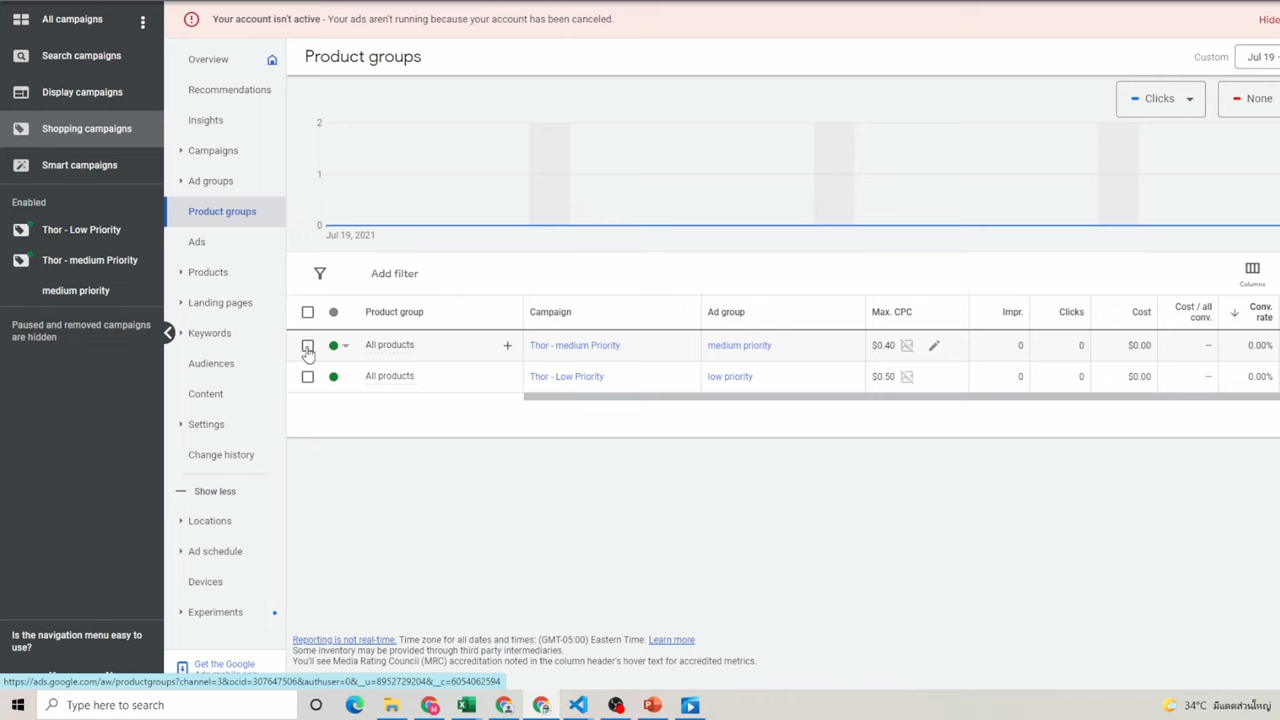 All campaigns
Search campaigns
Display campaigns
Shopping campaigns
Smart campaigns
Enabled
Thor - Low Priority
Thor - medium Priority
medium priority
Paused and removed campaigns
are hidden
Is the navigation menu easy to
use?
Your account isn't active - Your ads aren't running because your account has been canceled.
Hide
Overview
Recommendations
Insights
Campaigns
Ad groups
Product groups
Ads
Products
Landing pages
Keywords
Audiences
Content
Settings
Change history
Show less
Locations
Ad schedule
Devices
Experiments
Get the Google
Product groups
Custom
Jul 19 -
Clicks
None
2
1
0
Jul 19, 2021
Add filter
Columns
Product group
Campaign
Ad group
Max. CPC
Impr.
Clicks
Cost
Cost / all
conv.
Conv.
rate
All products
Thor - medium Priority
medium priority
$0.40
0
0
$0.00
–
0.00%
All products
Thor - Low Priority
low priority
$0.50
0
0
$0.00
–
0.00%
Reporting is not real-time. Time zone for all dates and times: (GMT-05:00) Eastern Time. Learn more
Some inventory may be provided through third party intermediaries.
You'll see Media Rating Council (MRC) accreditation noted in the column header's hover text for accredited metrics.
https://ads.google.com/aw/productgroups?channel=3&ocid=307647506&authuser=0&__u=8952729204&__c=6054062594
Type here to search
34°C มีแดดส่วนใหญ่